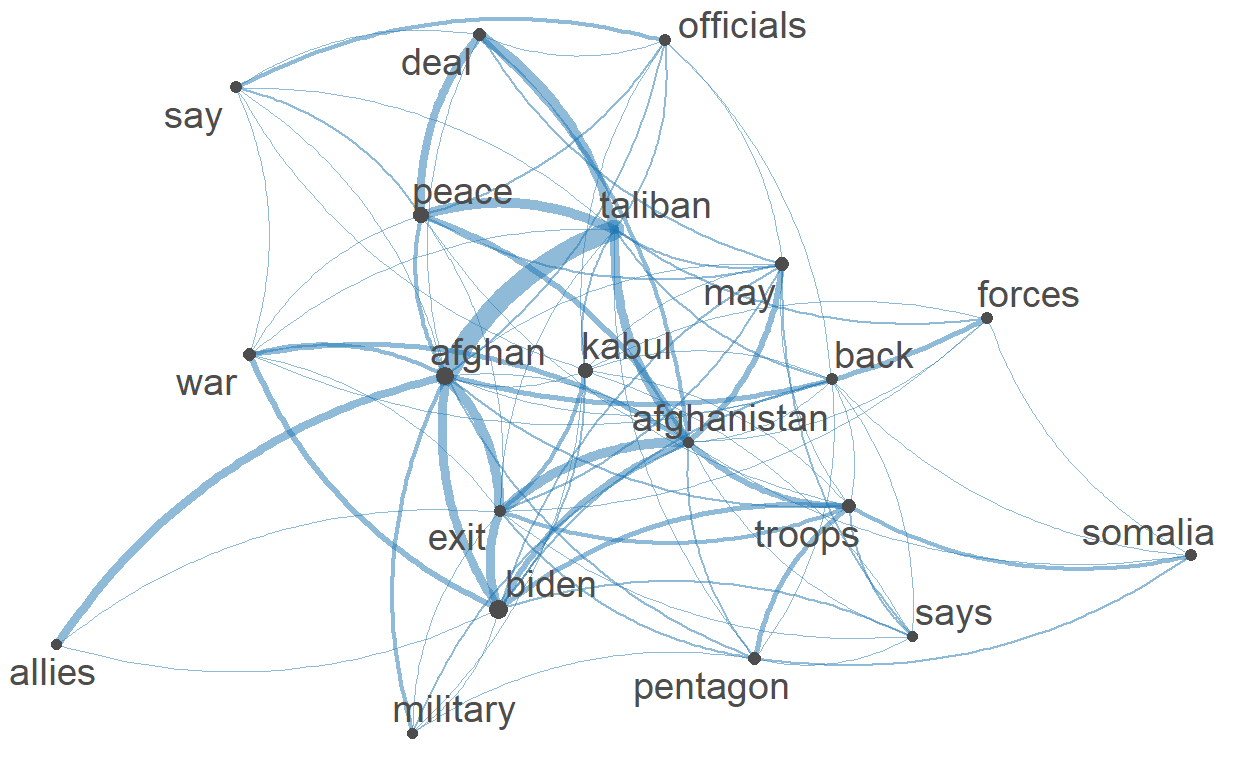 officials
deal
say
peace
taliban
may
forces
afghan
kabul
back
war
afghanistan
exit
troops
somalia
biden
says
allies
pentagon
military